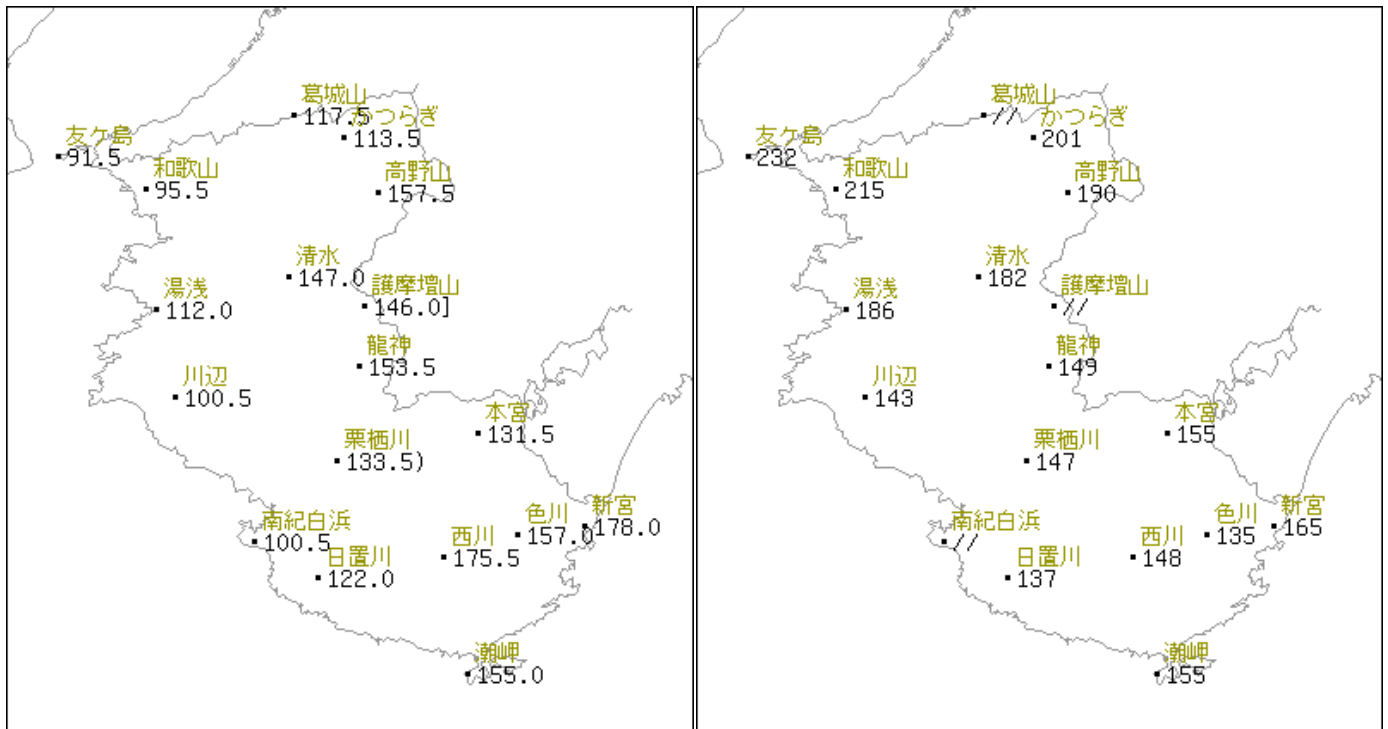 葛城山
117.5
かつらぎ
113.5
友ケ島
91.5
和歌山
95.5
高野山
157.5
清水
147.0
護摩壇山
146.0]
湯浅
112.0
龍神
153.5
川辺
100.5
本宮
131.5
栗栖川
133.5)
南紀白浜
100.5
日置川
122.0
西川
175.5
色川
157.0
新宮
178.0
潮岬
155.0
葛城山
//
かつらぎ
201
友ケ島
232
和歌山
215
高野山
190
清水
182
護摩壇山
//
湯浅
186
龍神
149
川辺
143
本宮
155
栗栖川
147
南紀白浜
//
日置川
137
西川
148
色川
135
新宮
165
潮岬
155